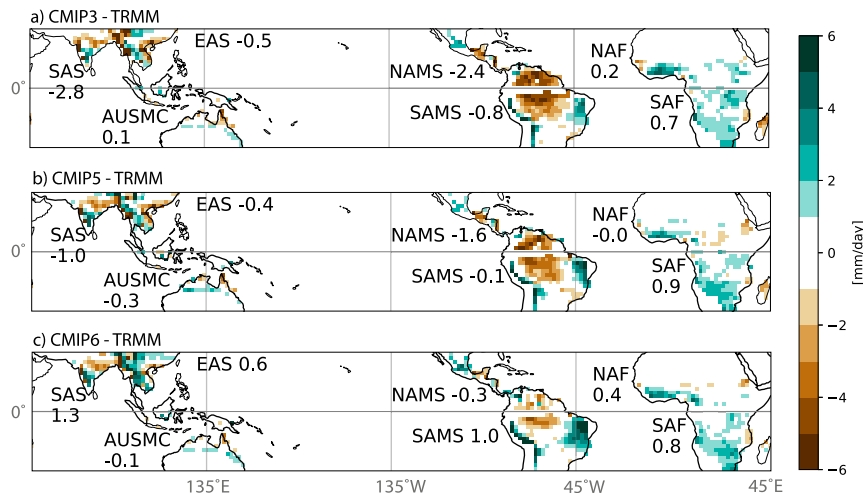 a) CMIP3 - TRMM
EAS -0.5
SAS
-2.8
AUSMC
0.1
NAMS -2.4
SAMS -0.8
NAF
0.2
SAF
0.7
0°
b) CMIP5 - TRMM
EAS -0.4
SAS
-1.0
AUSMC
-0.3
NAMS -1.6
SAMS -0.1
NAF
-0.0
SAF
0.9
0°
c) CMIP6 - TRMM
EAS 0.6
SAS
1.3
AUSMC
-0.1
NAMS -0.3
SAMS 1.0
NAF
0.4
SAF
0.8
0°
135°E
135°W
45°W
45°E
6
4
2
0
−2
−4
−6
[mm/day]